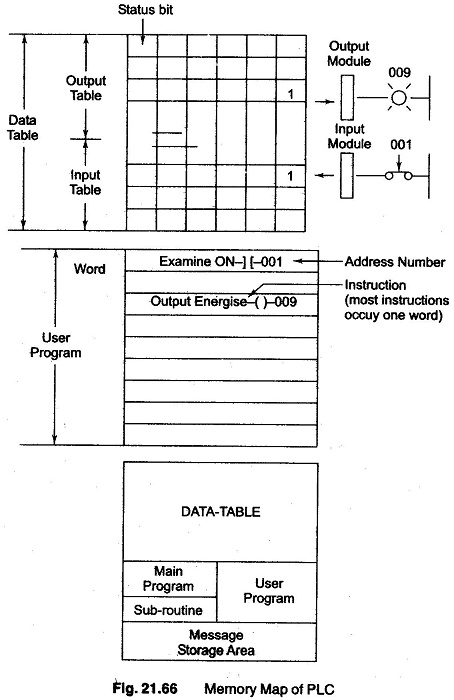 Status bit
Output
Module
009
Output
Table
1
Data
Table
Input
Module
001
Input
Table
1
Word
Examine ON–] [–001
Address Number
Output Energise–( )–009
Instruction
(most instructions
occuy one word)
User
Program
DATA-TABLE
Main
Program
User
Program
Sub-routine
Message
Storage Area
Fig. 21.66 Memory Map of PLC